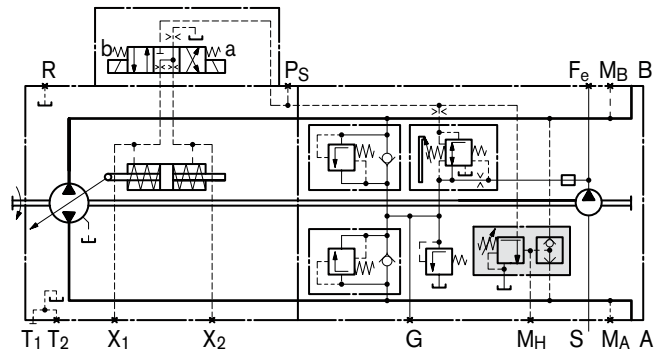 b a
R P_S F_e M_B B
T_1 T_2 X_1 X_2 G M_H S M_A A